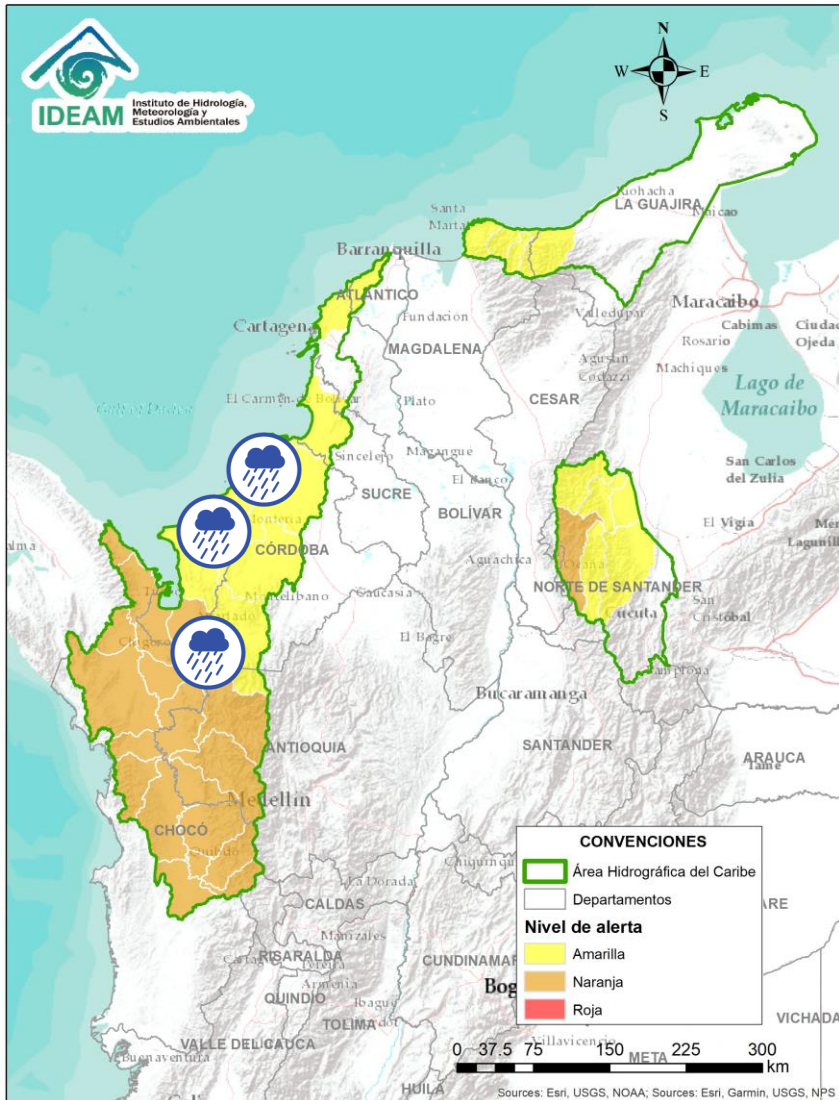 IDEAM
Instituto de Hidrología,
Meteorología y
Estudios Ambientales
N
W
E
S
Riohacha
LA GUAJIRA
Maicao
Santa
Marta
Barranquilla
ATLÁNTICO
Maracaibo
Cabimas
Ciudad
Ojeda
Rosario
Machiques
Cartagena
Fundación
Valledupar
MAGDALENA
Agustín
Codazzi
Lago de
Maracaibo
El Carmen de Bolívar
Plato
CESAR
Sincelejo
Magangué
San Carlos
del Zulia
SUCRE
El Banco
BOLÍVAR
El Vigía
Montería
CÓRDOBA
Aguachica
Ocaña
NORTE DE SANTANDER
Montelíbano
Caucasia
Cúcuta
San
Cristóbal
El Bagre
Pamplona
Bucaramanga
ANTIOQUIA
SANTANDER
ARAUCA
Tame
Medellín
CHOCÓ
Quibdó
La Dorada
CALDAS
Manizales
RISARALDA
Pereira
Armenia
QUINDÍO
Ibagué
TOLIMA
VALLE DEL CAUCA
Buenaventura
HUILA
Villavicencio
META
VICHADA
CONVENCIONES
Área Hidrográfica del Caribe
Departamentos
Nivel de alerta
Amarilla
Naranja
Roja
0 37.5 75 150 225 300
km
Sources: Esri, USGS, NOAA; Sources: Esri, Garmin, USGS, NPS